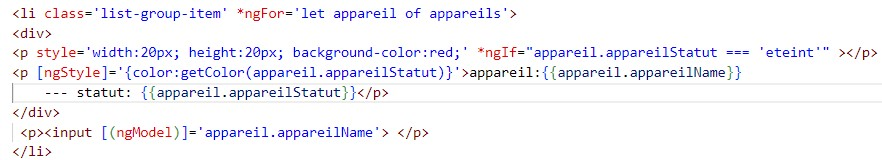 <li class='list-group-item' *ngFor='let appareil of appareils'>
<div>
<p style='width:20px; height:20px; background-color:red;' *ngIf="appareil.appareilStatut === 'eteint'" ></p>
<p [ngStyle]='{color:getColor(appareil.appareilStatut)}'>appareil:{{appareil.appareilName}}
--- statut: {{appareil.appareilStatut}}</p>
</div>
<p><input [(ngModel)]='appareil.appareilName'> </p>
</li>